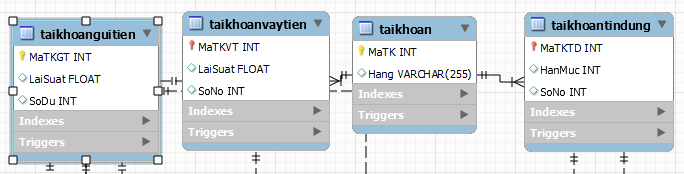 taikhoanguitien
MaTKGT INT
LaiSuat FLOAT
SoDu INT
Indexes
Triggers
taikhoanvaytien
MaTKVT INT
LaiSuat FLOAT
SoNo INT
Indexes
Triggers
taikhoan
MaTK INT
Hang VARCHAR(255)
Indexes
Triggers
taikhoantindung
MaTKTD INT
HanMuc INT
SoNo INT
Indexes
Triggers